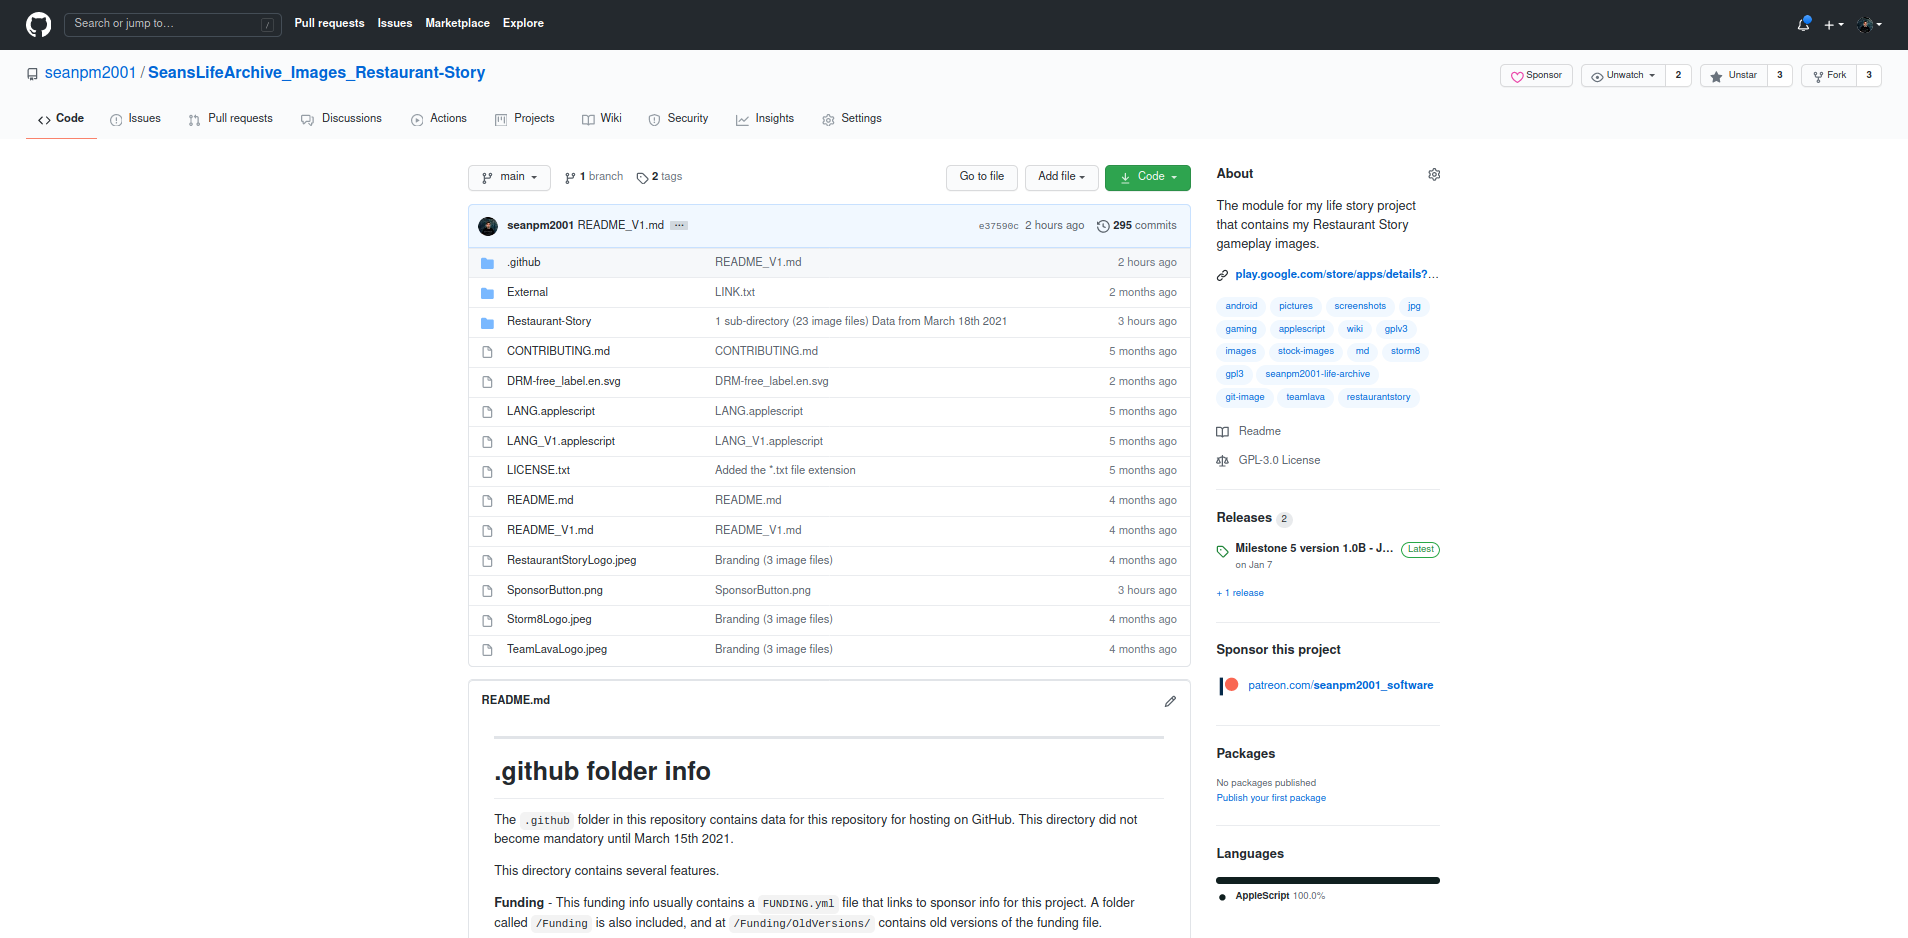 Search or jump to... / Pull requests Issues Marketplace Explore
seanpm2001 / SeansLifeArchive_Images_Restaurant-Story
Sponsor Unwatch 2 Unstar 3 Fork 3
Code Issues Pull requests Discussions Actions Projects Wiki Security Insights Settings
main 1 branch 2 tags Go to file Add file Code
seanpm2001 README_V1.md ... e37590c 2 hours ago 295 commits
.github README_V1.md 2 hours ago
External LINK.txt 2 months ago
Restaurant-Story 1 sub-directory (23 image files) Data from March 18th 2021 3 hours ago
CONTRIBUTING.md CONTRIBUTING.md 5 months ago
DRM-free_label.en.svg DRM-free_label.en.svg 2 months ago
LANG.applescript LANG.applescript 5 months ago
LANG_V1.applescript LANG_V1.applescript 5 months ago
LICENSE.txt Added the *.txt file extension 5 months ago
README.md README.md 4 months ago
README_V1.md README_V1.md 4 months ago
RestaurantStoryLogo.jpeg Branding (3 image files) 4 months ago
SponsorButton.png SponsorButton.png 3 hours ago
Storm8Logo.jpeg Branding (3 image files) 4 months ago
TeamLavaLogo.jpeg Branding (3 image files) 4 months ago
README.md
.github folder info
The .github folder in this repository contains data for this repository for hosting on GitHub. This directory did not
become mandatory until March 15th 2021.
This directory contains several features.
Funding - This funding info usually contains a FUNDING.yml file that links to sponsor info for this project. A folder
called /Funding is also included, and at /Funding/OldVersions/ contains old versions of the funding file.
About
The module for my life story project
that contains my Restaurant Story
gameplay images.
play.google.com/store/apps/details?...
android pictures screenshots jpg
gaming applescript wiki gplv3
images stock-images md storm8
gpl3 seanpm2001-life-archive
git-image teamlava restaurantstory
Readme
GPL-3.0 License
Releases 2
Milestone 5 version 1.0B - J... Latest
on Jan 7
+ 1 release
Sponsor this project
patreon.com/seanpm2001_software
Packages
No packages published
Publish your first package
Languages
AppleScript 100.0%